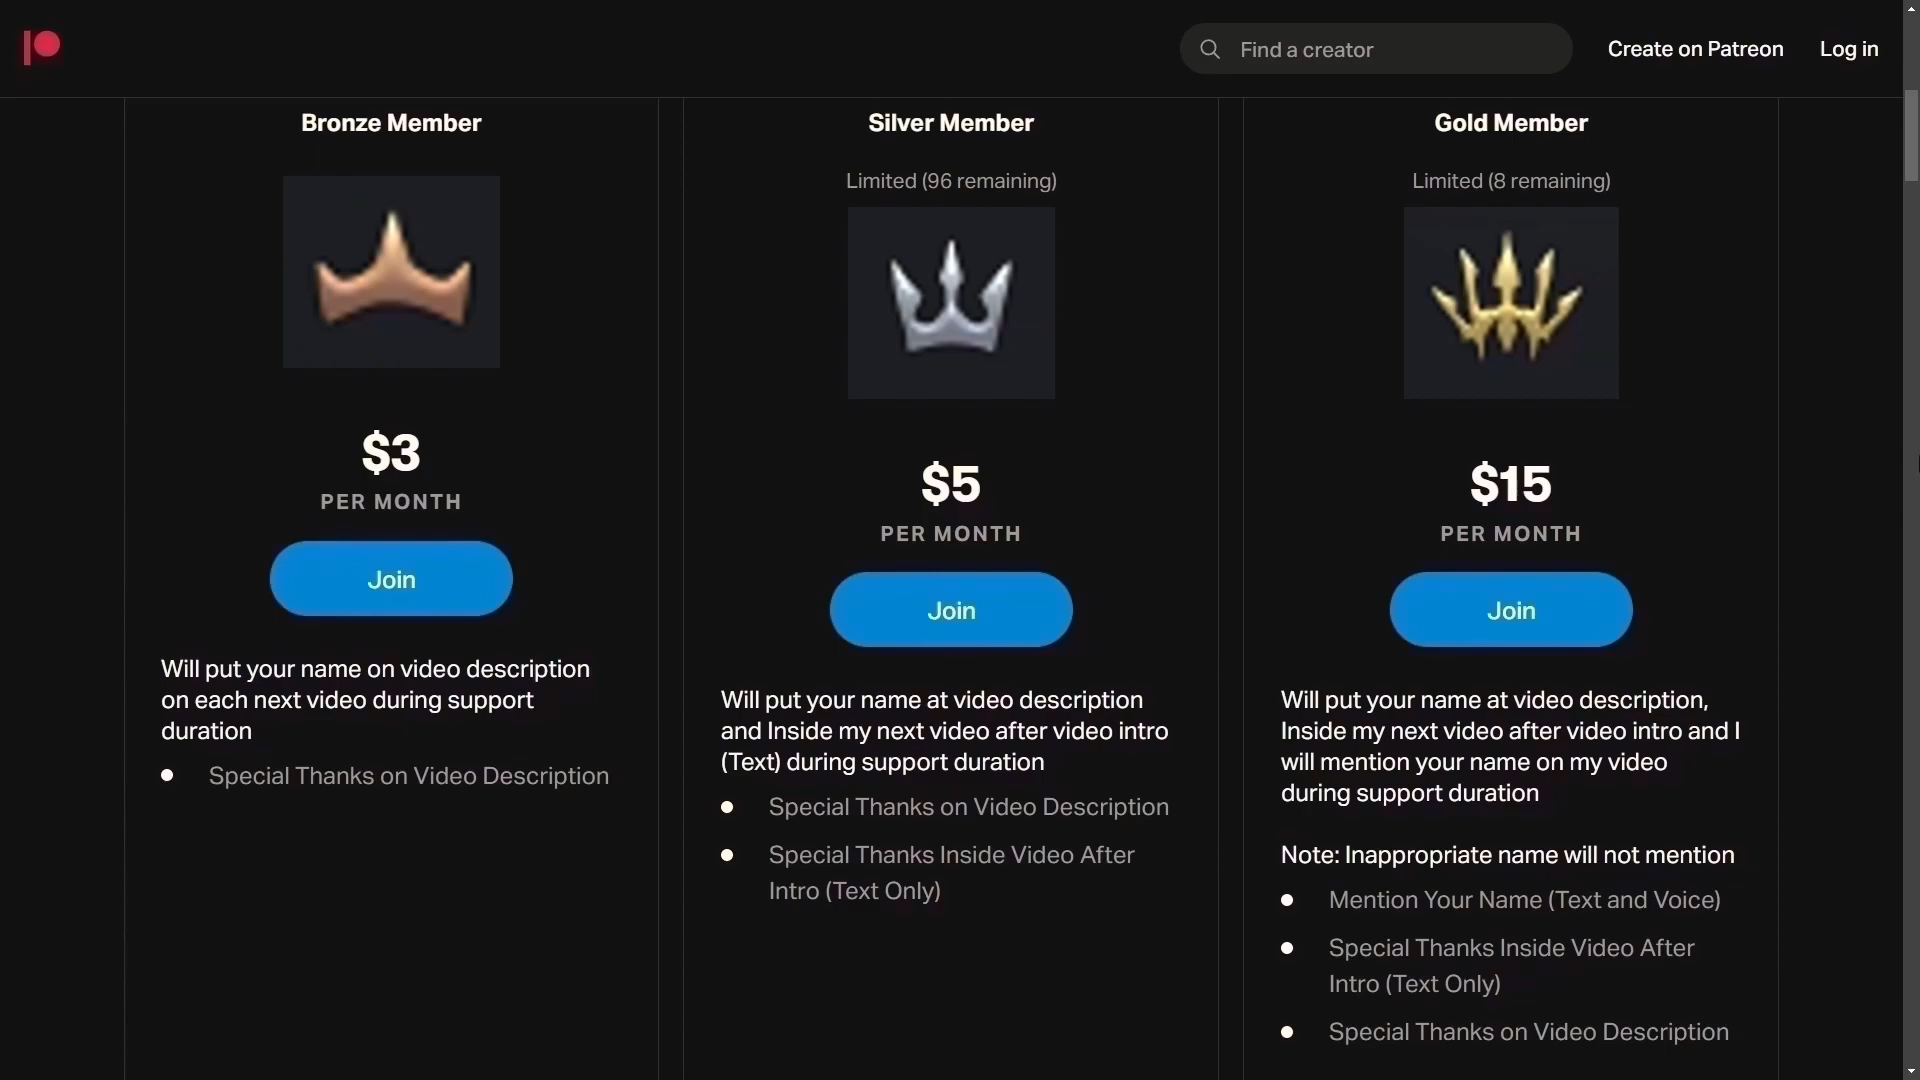 Find a creator
Create on Patreon
Log in
Bronze Member
$3
PER MONTH
Join
Will put your name on video description
on each next video during support
duration
Special Thanks on Video Description
Silver Member
Limited (96 remaining)
$5
PER MONTH
Join
Will put your name at video description
and Inside my next video after video intro
(Text) during support duration
Special Thanks on Video Description
Special Thanks Inside Video After
Intro (Text Only)
Gold Member
Limited (8 remaining)
$15
PER MONTH
Join
Will put your name at video description,
Inside my next video after video intro and I
will mention your name on my video
during support duration
Note: Inappropriate name will not mention
Mention Your Name (Text and Voice)
Special Thanks Inside Video After
Intro (Text Only)
Special Thanks on Video Description